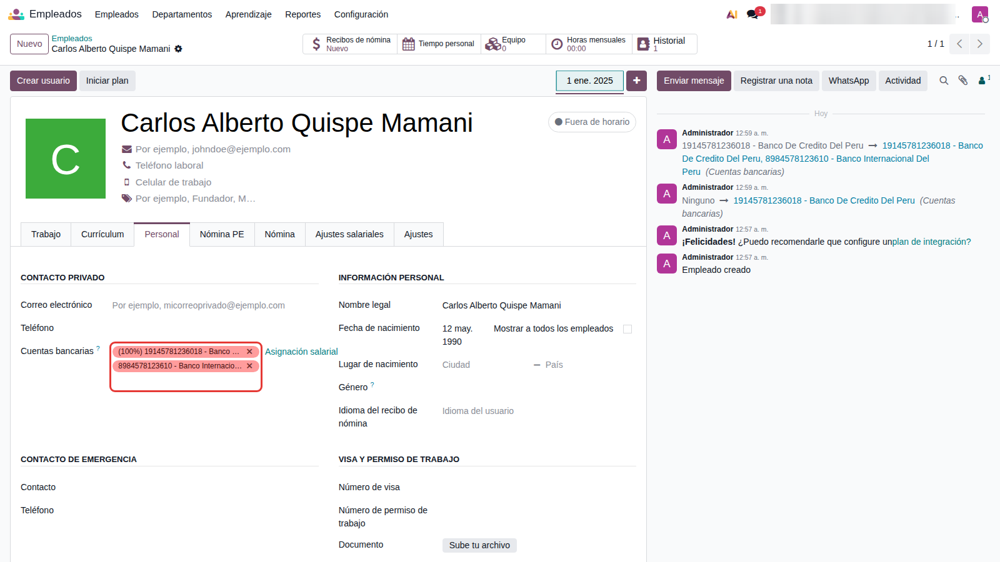 Empleados
Empleados
Departamentos
Aprendizaje
Reportes
Configuración
AI
1
..
A
Nuevo
Empleados
Carlos Alberto Quispe Mamani
Recibos de nómina
Nuevo
Tiempo personal
Equipo
0
Horas mensuales
00:00
Historial
1
1 / 1
Crear usuario
Iniciar plan
1 ene. 2025
Enviar mensaje
Registrar una nota
WhatsApp
Actividad
1
C
Carlos Alberto Quispe Mamani
Fuera de horario
Por ejemplo, johndoe@ejemplo.com
Teléfono laboral
Celular de trabajo
Por ejemplo, Fundador, M…
Trabajo
Currículum
Personal
Nómina PE
Nómina
Ajustes salariales
Ajustes
CONTACTO PRIVADO
Correo electrónico
Por ejemplo, micorreoprivado@ejemplo.com
Teléfono
Cuentas bancarias ?
(100%) 19145781236018 - Banco …
8984578123610 - Banco Internacio…
Asignación salarial
INFORMACIÓN PERSONAL
Nombre legal
Carlos Alberto Quispe Mamani
Fecha de nacimiento
12 may.
1990
Mostrar a todos los empleados
Lugar de nacimiento
Ciudad
– País
Género ?
Idioma del recibo de
nómina
Idioma del usuario
CONTACTO DE EMERGENCIA
Contacto
Teléfono
VISA Y PERMISO DE TRABAJO
Número de visa
Número de permiso de
trabajo
Documento
Sube tu archivo
Hoy
A
Administrador 12:59 a. m.
19145781236018 - Banco De Credito Del Peru → 19145781236018 - Banco
De Credito Del Peru, 8984578123610 - Banco Internacional Del
Peru (Cuentas bancarias)
A
Administrador 12:59 a. m.
Ninguno → 19145781236018 - Banco De Credito Del Peru (Cuentas
bancarias)
A
Administrador 12:57 a. m.
¡Felicidades! ¿Puedo recomendarle que configure unplan de integración?
A
Administrador 12:57 a. m.
Empleado creado